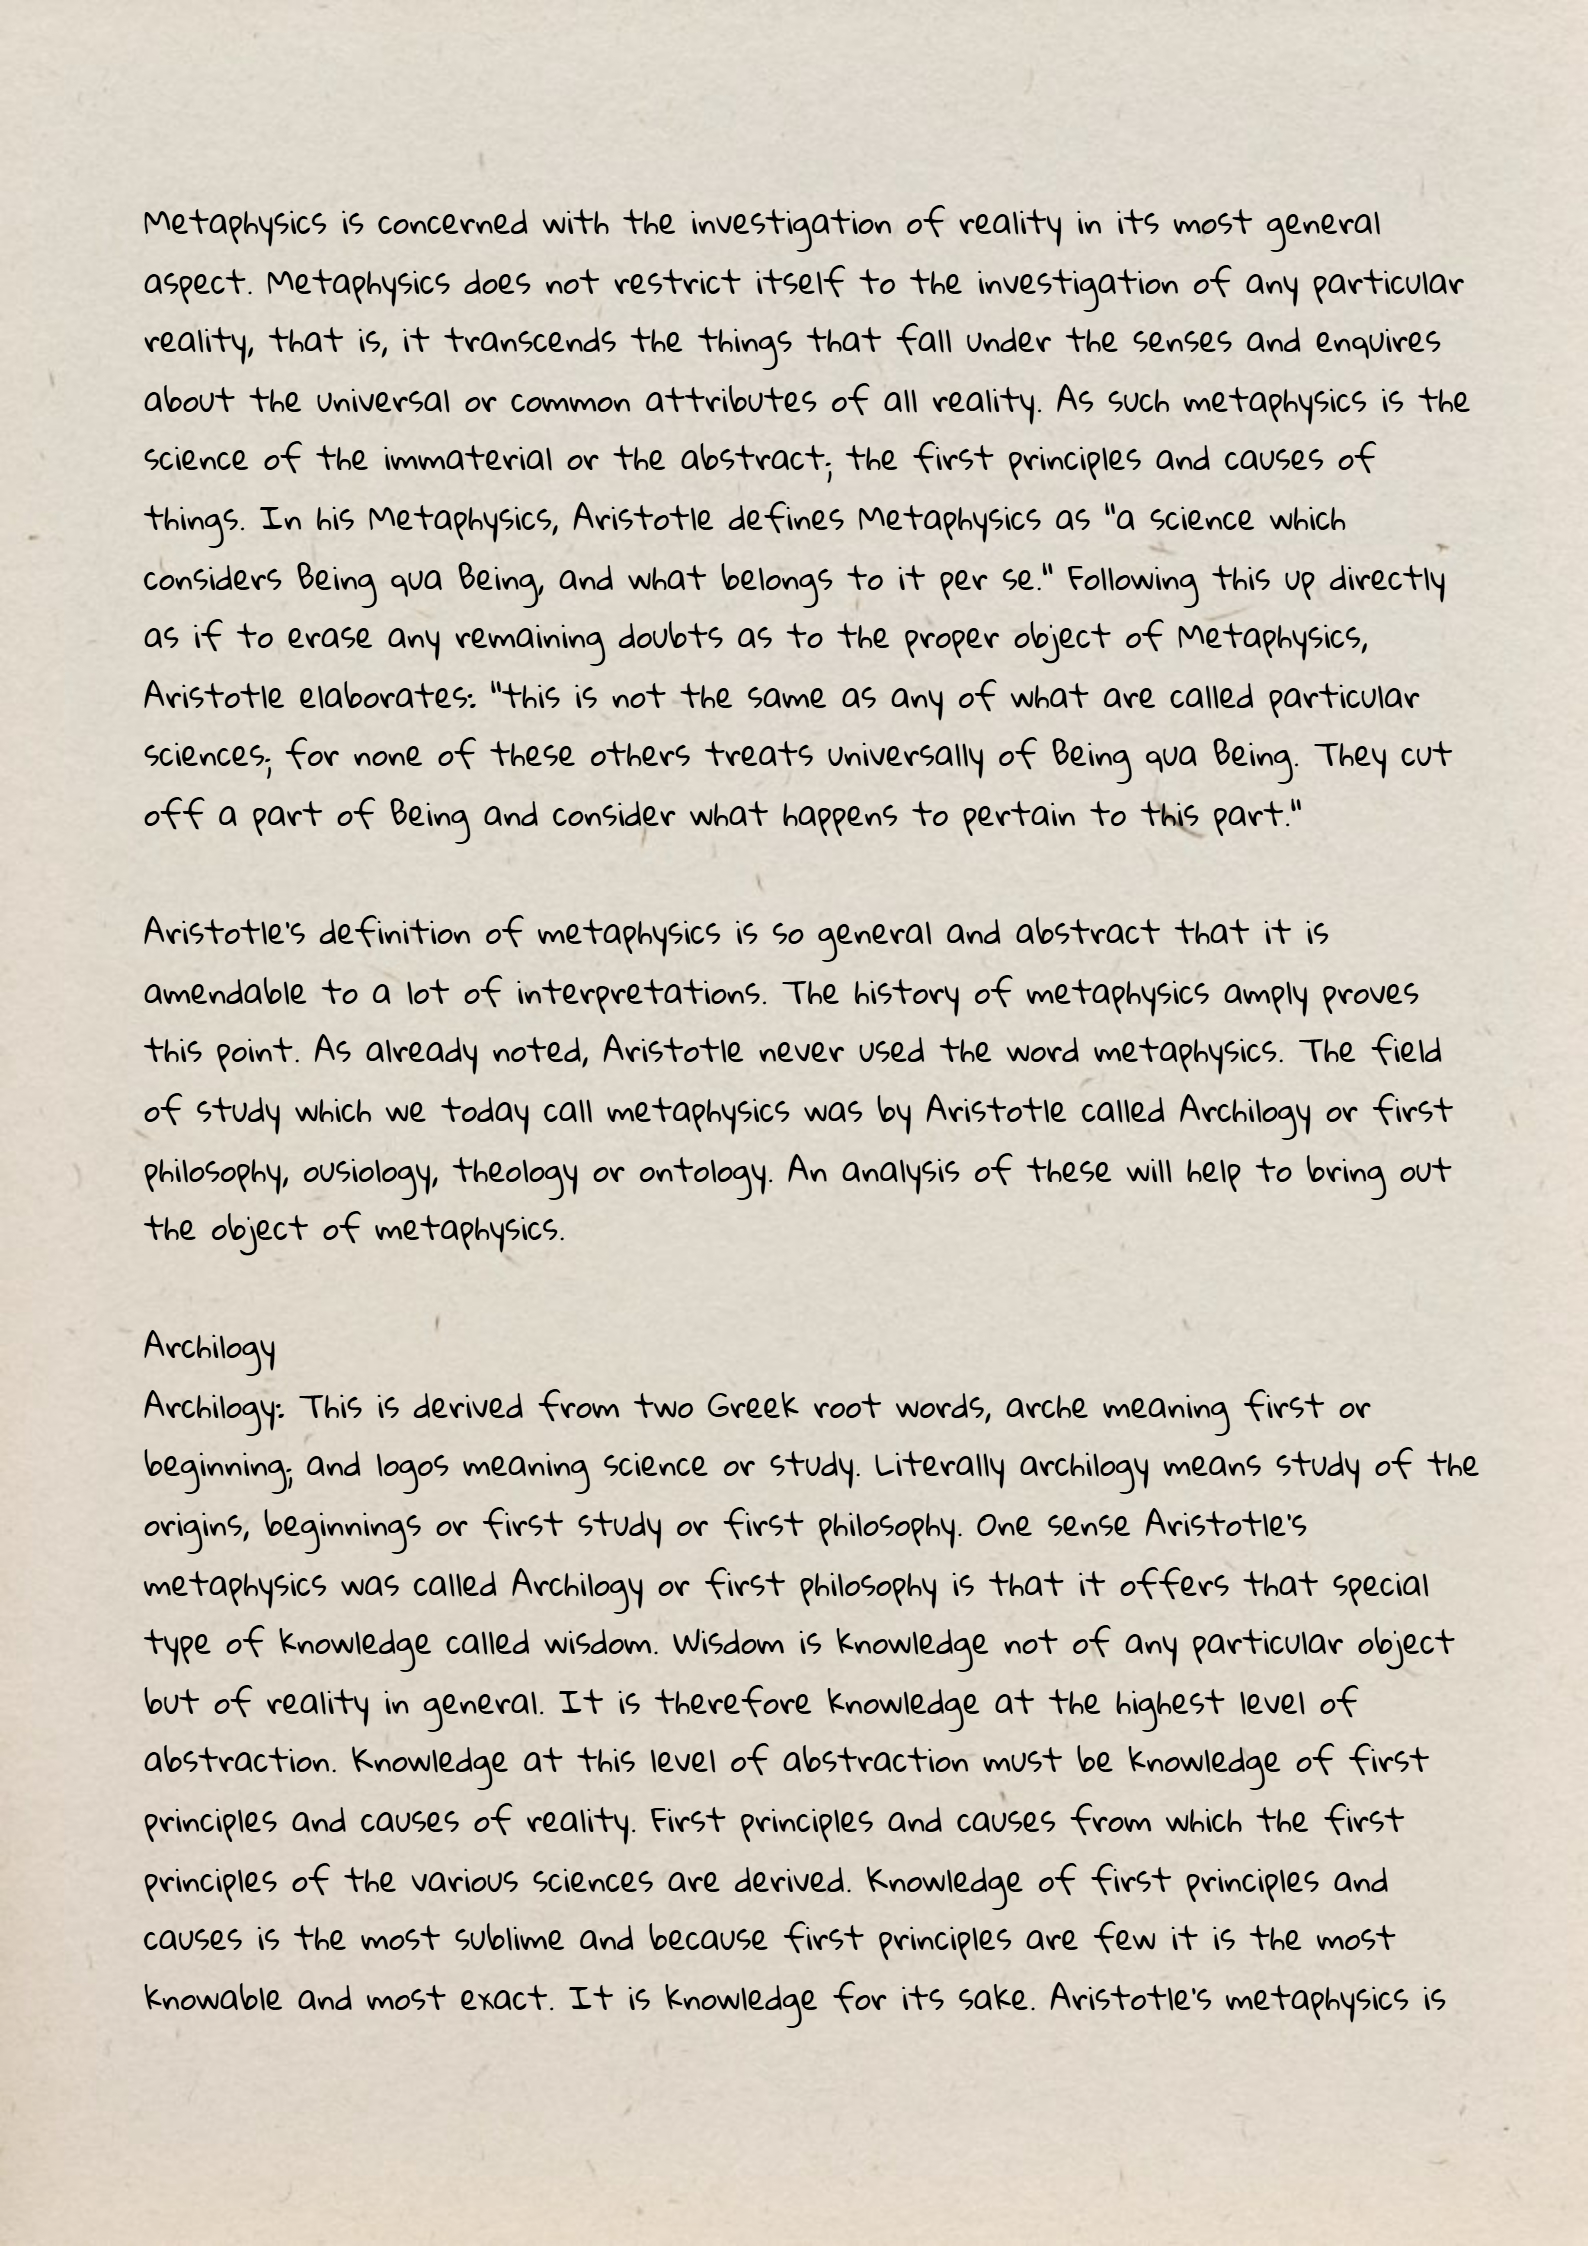 Metaphysics is concerned with the investigation of reality in its most general
aspect. Metaphysics does not restrict itself to the investigation of any particular
reality, that is, it transcends the things that fall under the senses and enquires
about the universal or common attributes of all reality. As such metaphysics is the
science of the immaterial or the abstract; the first principles and causes of
things. In his Metaphysics, Aristotle defines Metaphysics as "a science which
considers Being qua Being, and what belongs to it per se." Following this up directly
as if to erase any remaining doubts as to the proper object of Metaphysics,
Aristotle elaborates: "this is not the same as any of what are called particular
sciences; for none of these others treats universally of Being qua Being. They cut
off a part of Being and consider what happens to pertain to this part."

Aristotle's definition of metaphysics is so general and abstract that it is
amendable to a lot of interpretations. The history of metaphysics amply proves
this point. As already noted, Aristotle never used the word metaphysics. The field
of study which we today call metaphysics was by Aristotle called Archilogy or first
philosophy, ousiology, theology or ontology. An analysis of these will help to bring out
the object of metaphysics.

Archilogy
Archilogy: This is derived from two Greek root words, arche meaning first or
beginning; and logos meaning science or study. Literally archilogy means study of the
origins, beginnings or first study or first philosophy. One sense Aristotle's
metaphysics was called Archilogy or first philosophy is that it offers that special
type of knowledge called wisdom. Wisdom is knowledge not of any particular object
but of reality in general. It is therefore knowledge at the highest level of
abstraction. Knowledge at this level of abstraction must be knowledge of first
principles and causes of reality. First principles and causes from which the first
principles of the various sciences are derived. Knowledge of first principles and
causes is the most sublime and because first principles are few it is the most
knowable and most exact. It is knowledge for its sake. Aristotle's metaphysics is